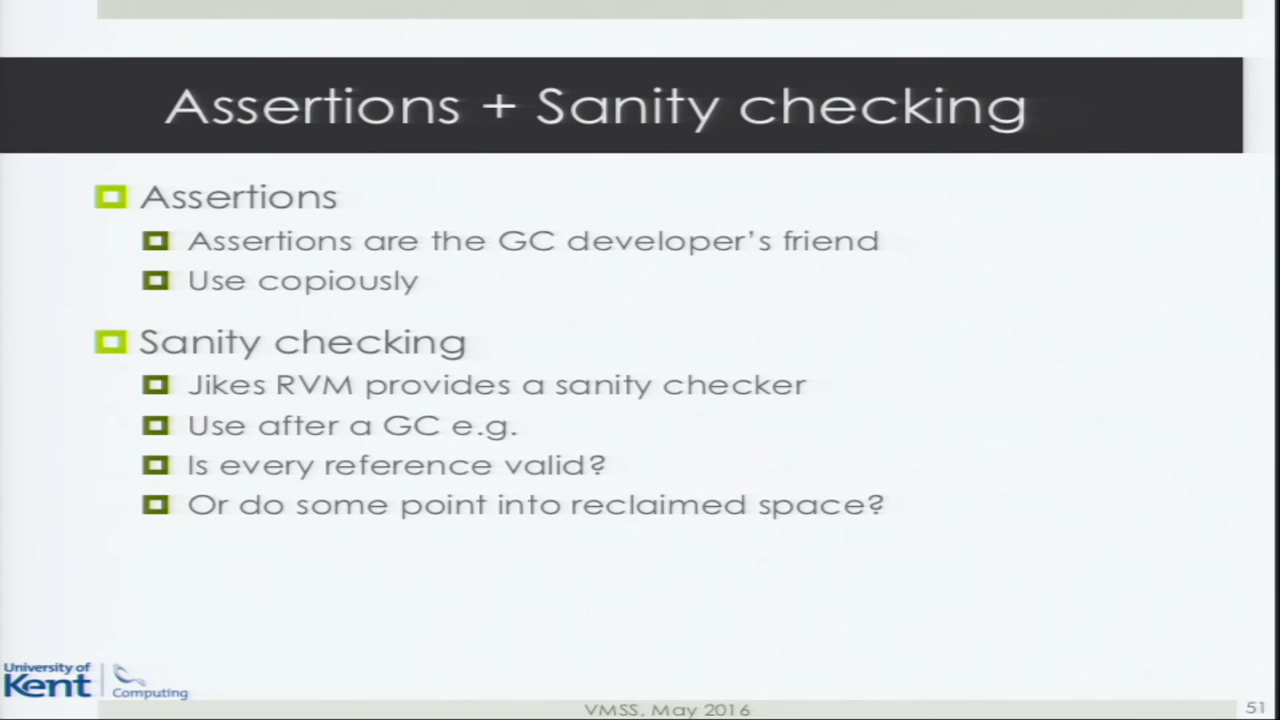 Assertions + Sanity checking
Assertions
Assertions are the GC developer’s friend
Use copiously
Sanity checking
Jikes RVM provides a sanity checker
Use after a GC e.g.
Is every reference valid?
Or do some point into reclaimed space?
University of
Kent
Computing
VMSS, May 2016
51